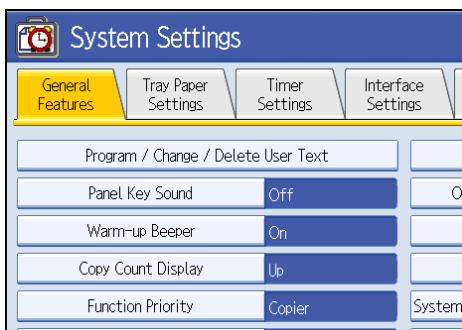 System Settings
General Features
Tray Paper Settings
Timer Settings
Interface Settings
Program / Change / Delete User Text
Panel Key Sound Off
O
Warm-up Beeper On
Copy Count Display Up
Function Priority Copier
System